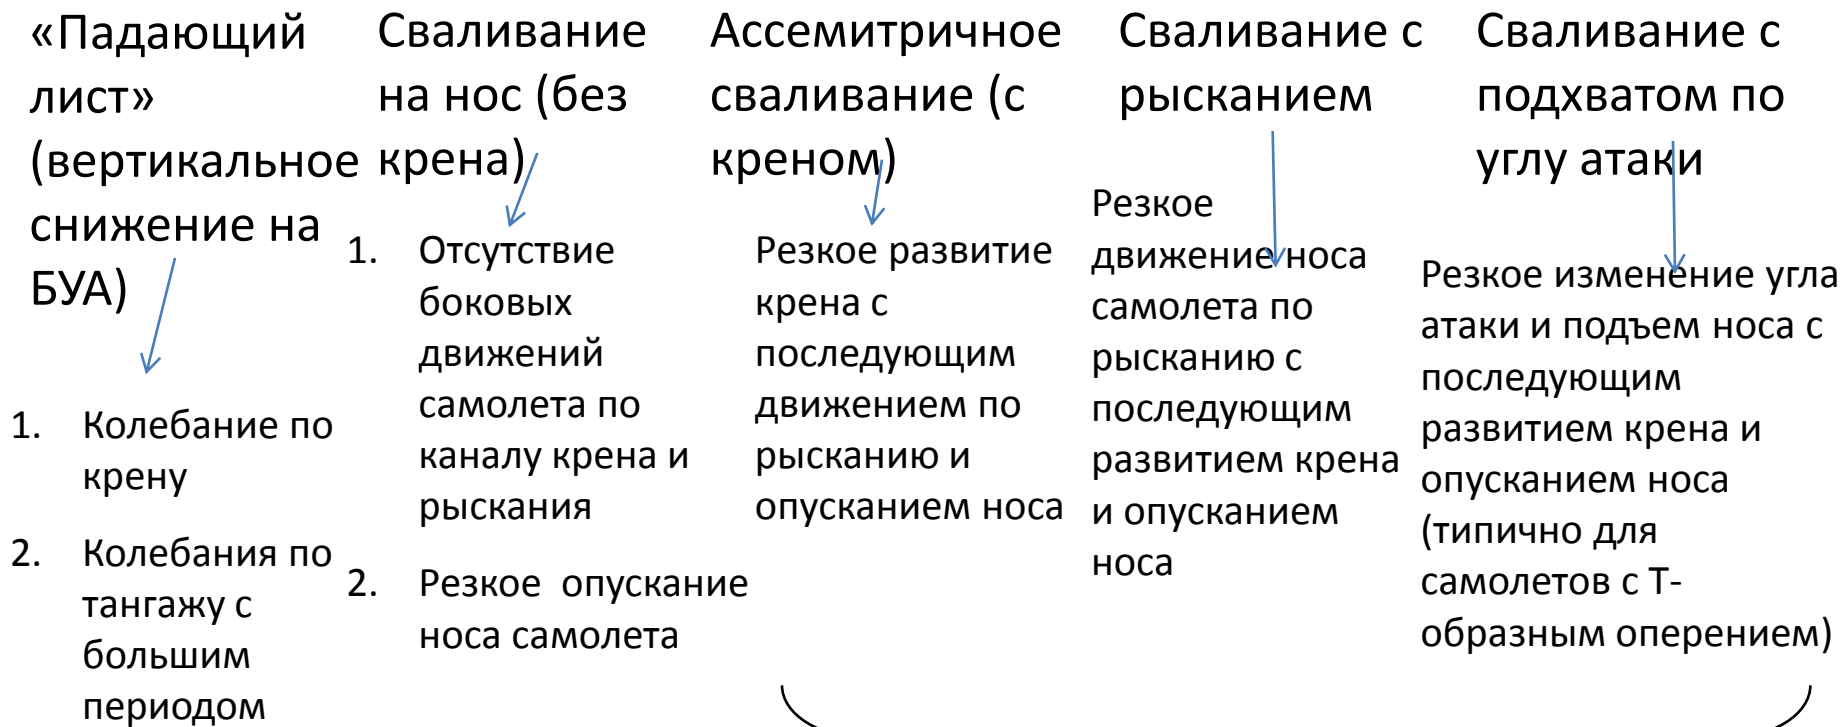 «Падающий
лист»
(вертикальное
снижение на
БУА)
1. Колебание по
крену
2. Колебания по
тангажу с
большим
периодом
Сваливание
на нос (без
крена)
1. Отсутствие
боковых
движений
самолета по
каналу крена и
рыскания
2. Резкое опускание
носа самолета
Ассемитричное
сваливание (с
креном)
Резкое развитие
крена с
последующим
движением по
рысканию и
опусканием носа
Сваливание с
рысканием
Резкое
движение носа
самолета по
рысканию с
последующим
развитием крена
и опусканием
носа
Сваливание с
подхватом по
углу атаки
Резкое изменение угла
атаки и подъем носа с
последующим
развитием крена и
опусканием носа
(типично для
самолетов с Т-
образным оперением)